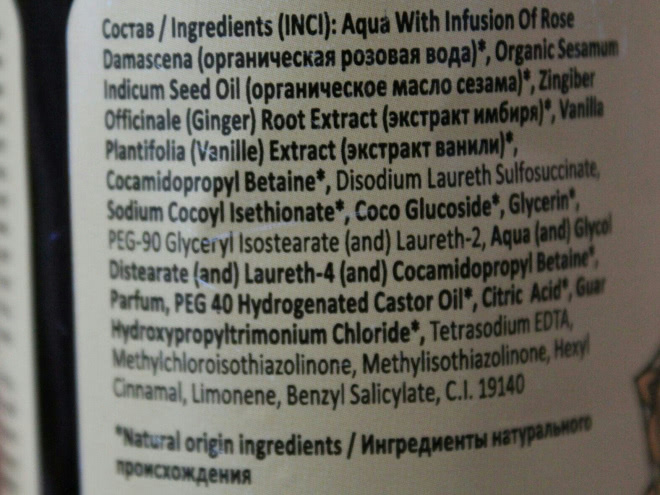 Состав / Ingredients (INCI): Aqua With Infusion Of Rose
Damascena (органическая розовая вода)*, Organic Sesamum
Indicum Seed Oil (органическое масло сезама)*, Zingiber
Officinale (Ginger) Root Extract (экстракт имбиря)*, Vanilla
Plantifolia (Vanille) Extract (экстракт ванили)*,
Cocamidopropyl Betaine*, Disodium Laureth Sulfosuccinate,
Sodium Cocoyl Isethionate*, Coco Glucoside*, Glycerin*,
PEG-90 Glyceryl Isostearate (and) Laureth-2, Aqua (and) Glycol
Distearate (and) Laureth-4 (and) Cocamidopropyl Betaine*,
Parfum, PEG 40 Hydrogenated Castor Oil*, Citric Acid*, Guar
Hydroxypropyltrimonium Chloride*, Tetrasodium EDTA,
Methylchloroisothiazolinone, Methylisothiazolinone, Hexyl
Cinnamal, Limonene, Benzyl Salicylate, C.I. 19140
*Natural origin ingredients / Ингредиенты натурального
происхождения